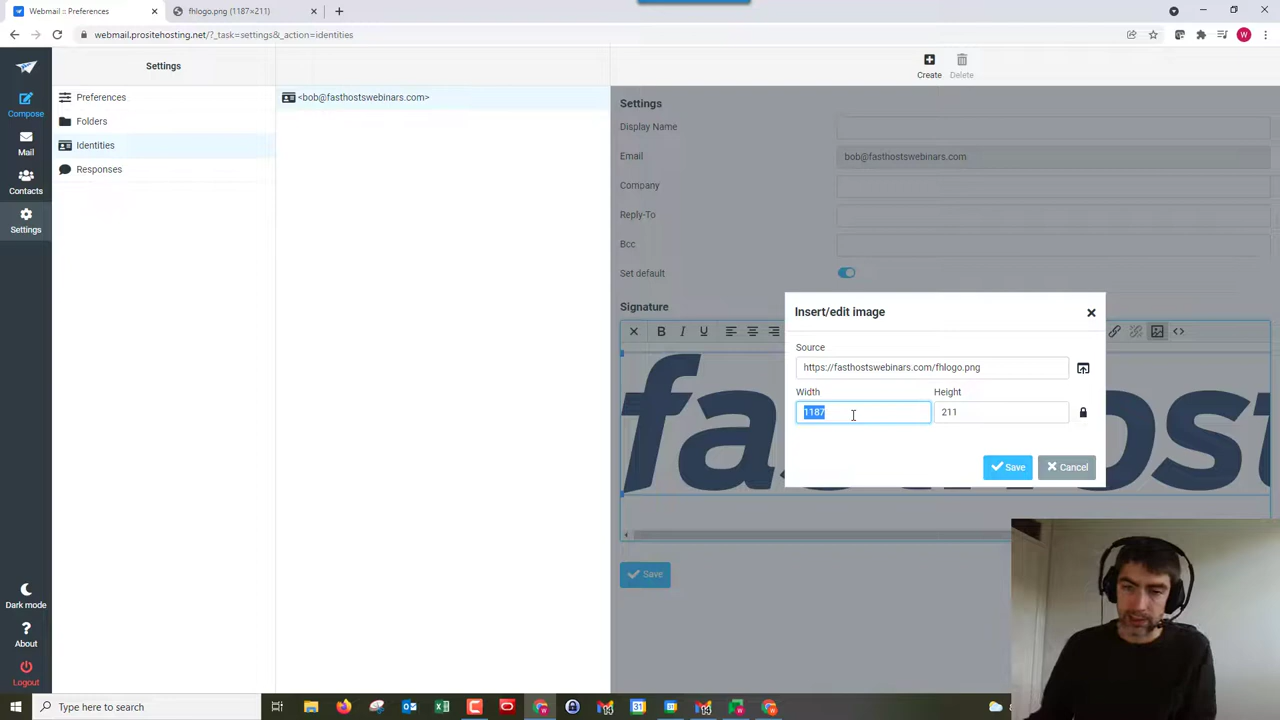 Webmail :: Preferences
fhlogo.png (1187×211)
webmail.prositehosting.net/?_task=settings&_action=identities
W
Settings
Create
Delete
Compose
Mail
Contacts
Settings
Dark mode
About
Logout
Preferences
Folders
Identities
Responses
<bob@fasthostswebinars.com>
Settings
Display Name
Email
bob@fasthostswebinars.com
Company
Reply-To
Bcc
Set default
Signature
B I U
fasthost
Insert/edit image
Source
https://fasthostswebinars.com/fhlogo.png
Width
Height
1187
211
Save
Cancel
Save
Type here to search
31
8